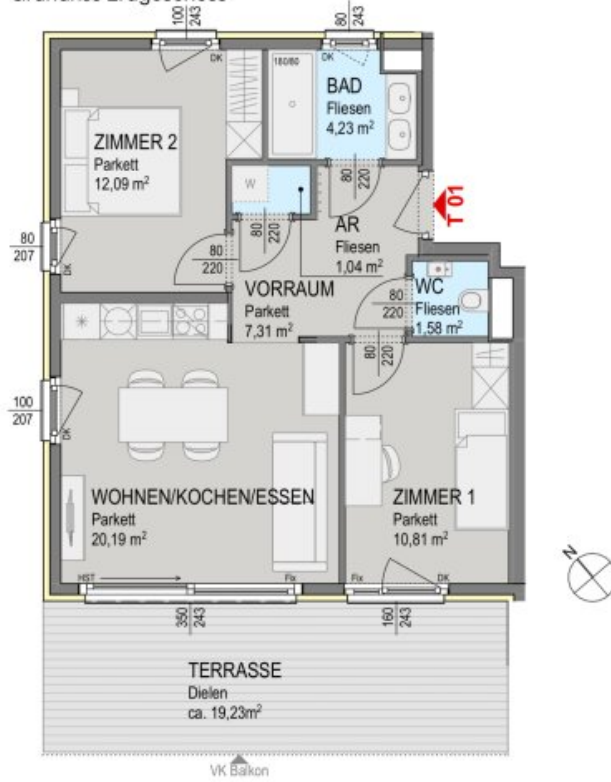 100
243
80
243
DK
180/80
DK
BAD
Fliesen
4,23 m²
ZIMMER 2
Parkett
12,09 m²
W
80
220
AR
Fliesen
1,04 m²
T 01
80
207
DK
80
220
80
220
VORRAUM
Parkett
7,31 m²
80
220
WC
Fliesen
1,58 m²
80
220
100
207
DK
WOHNEN/KOCHEN/ESSEN
Parkett
20,19 m²
ZIMMER 1
Parkett
10,81 m²
N
HST
Fix
Fix
DK
350
243
160
243
TERRASSE
Dielen
ca. 19,23m²
VK Balkon